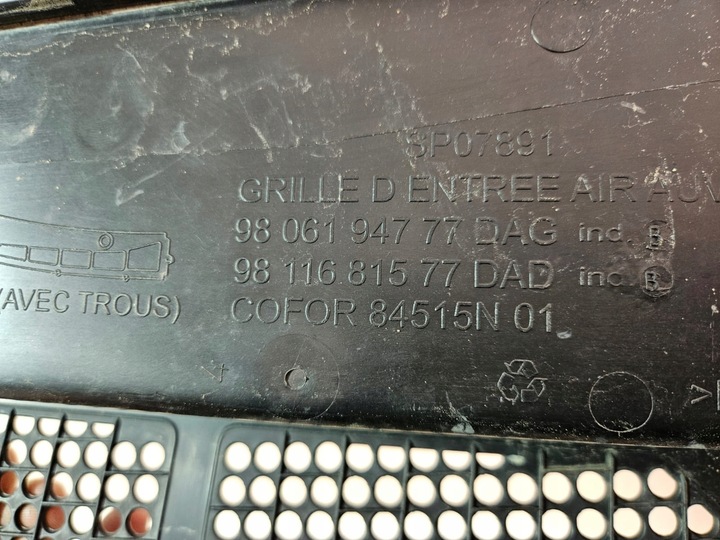 SP07891
GRILLE D ENTREE AIR AUV
98 061 947 77 DAG ind. B
98 116 815 77 DAD ind B
(AVEC TROUS) COFOR 84515N 01
>